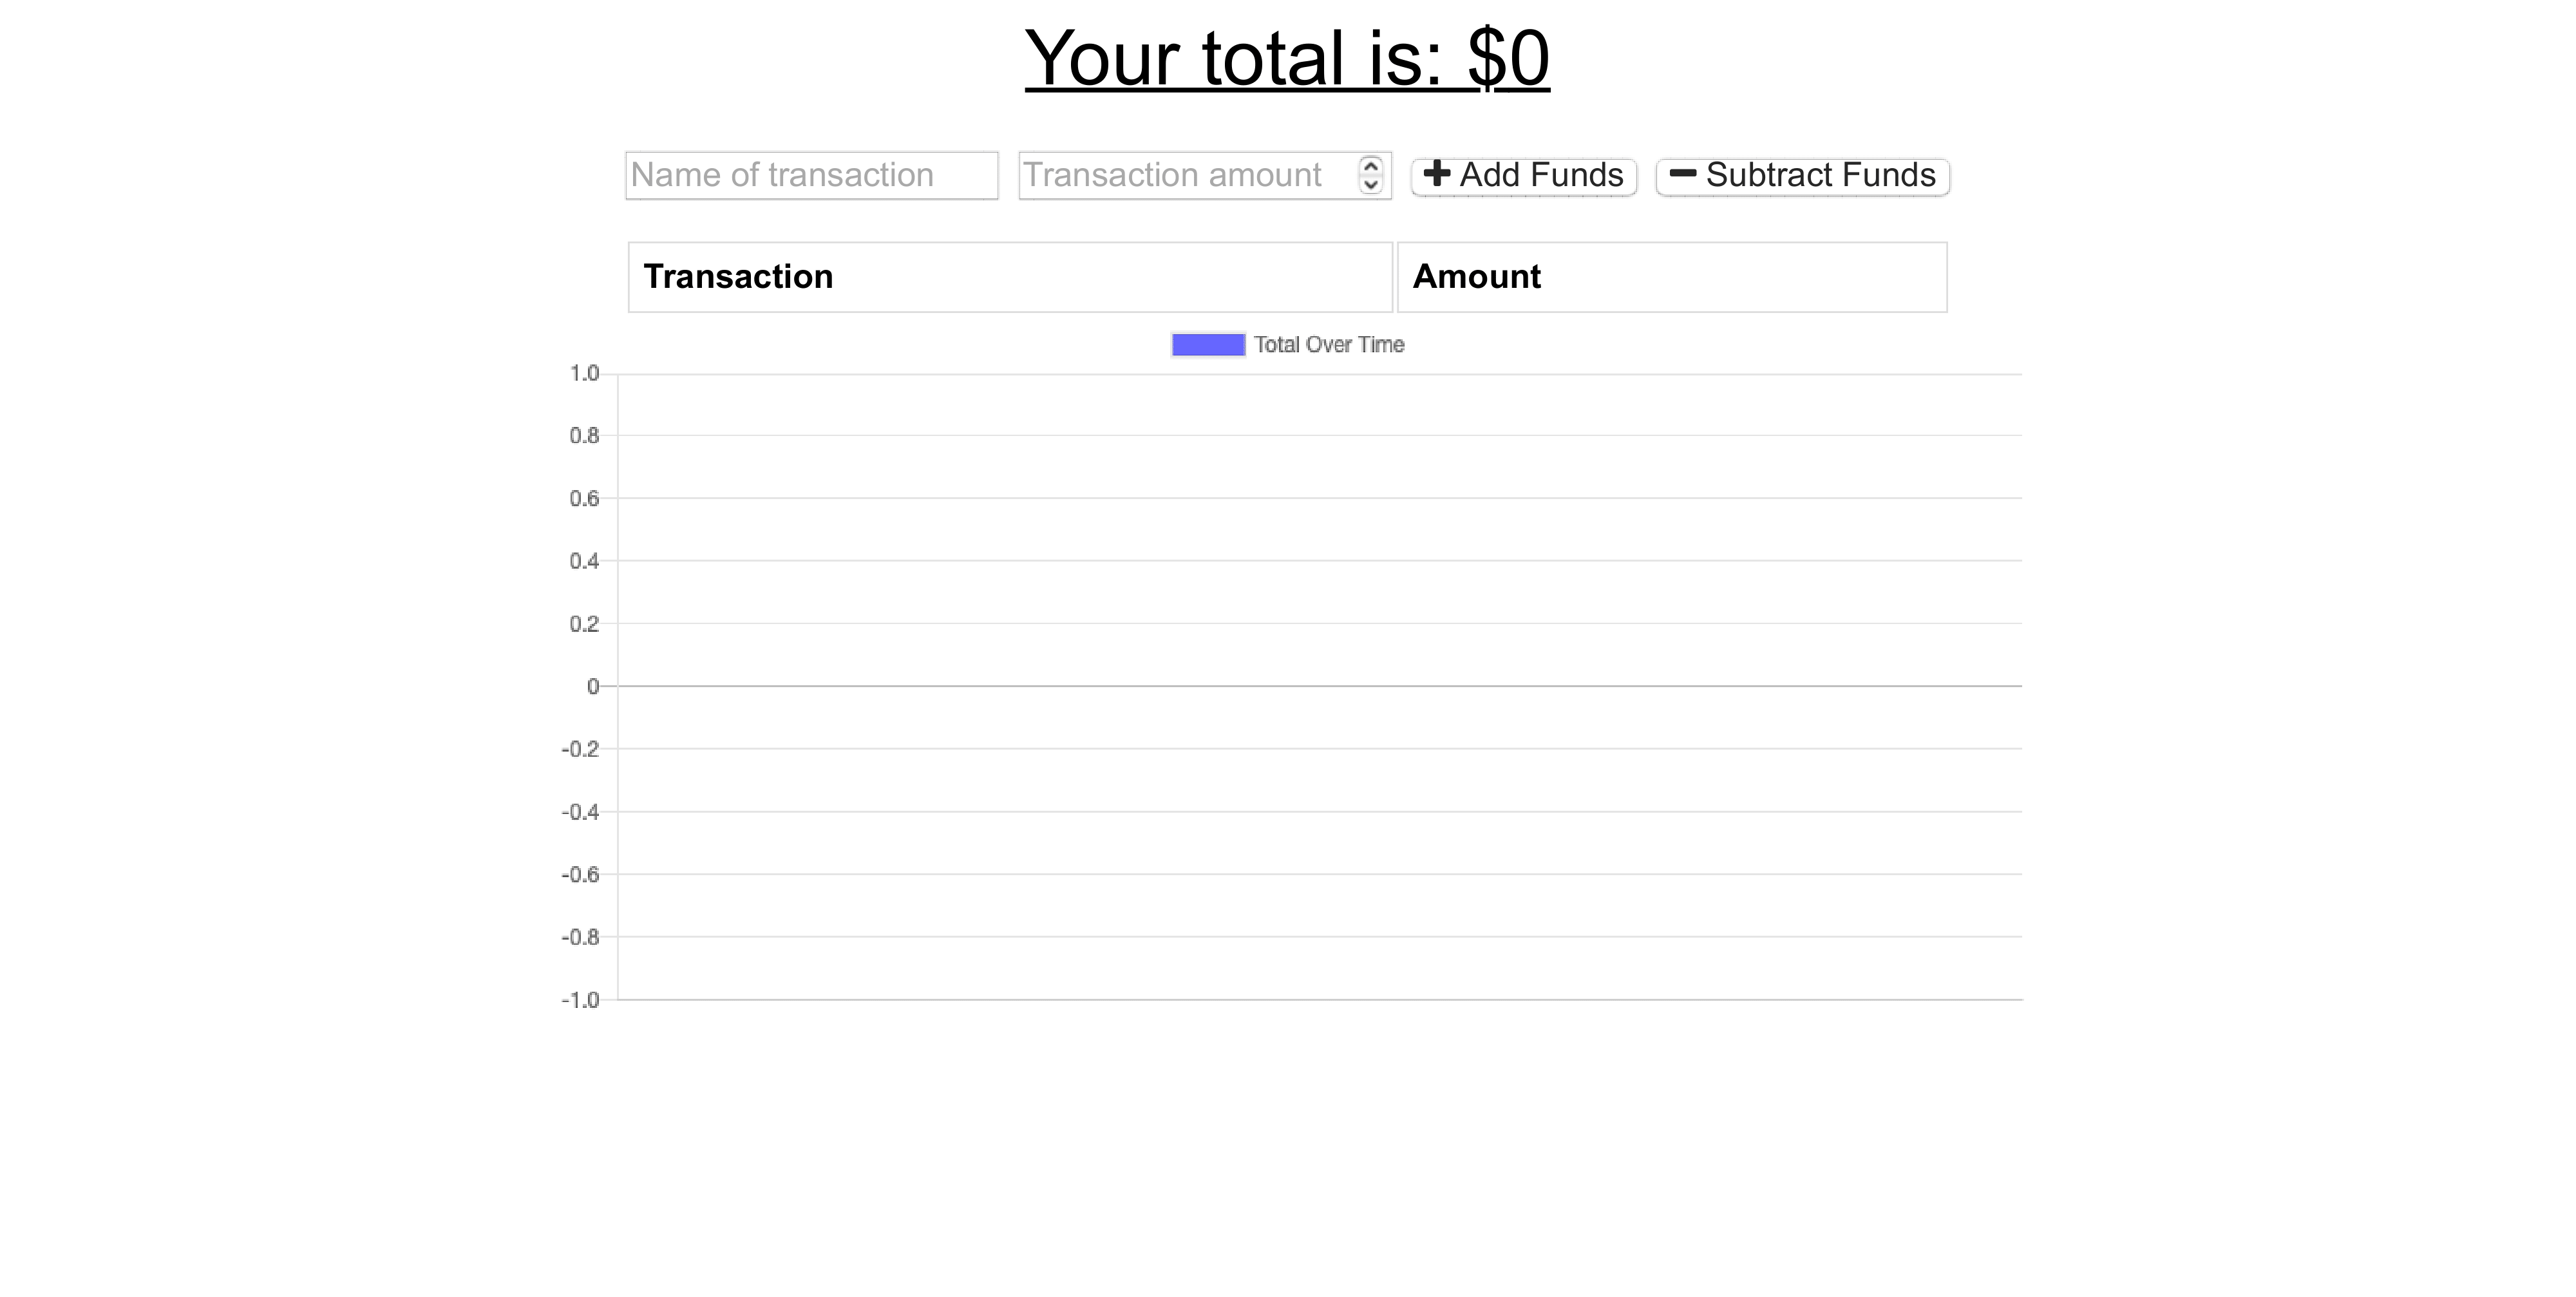 Your total is: $0
Name of transaction Transaction amount Add Funds Subtract Funds
Transaction Amount
Total Over Time
1.0
0.8
0.6
0.4
0.2
0
-0.2
-0.4
-0.6
-0.8
-1.0